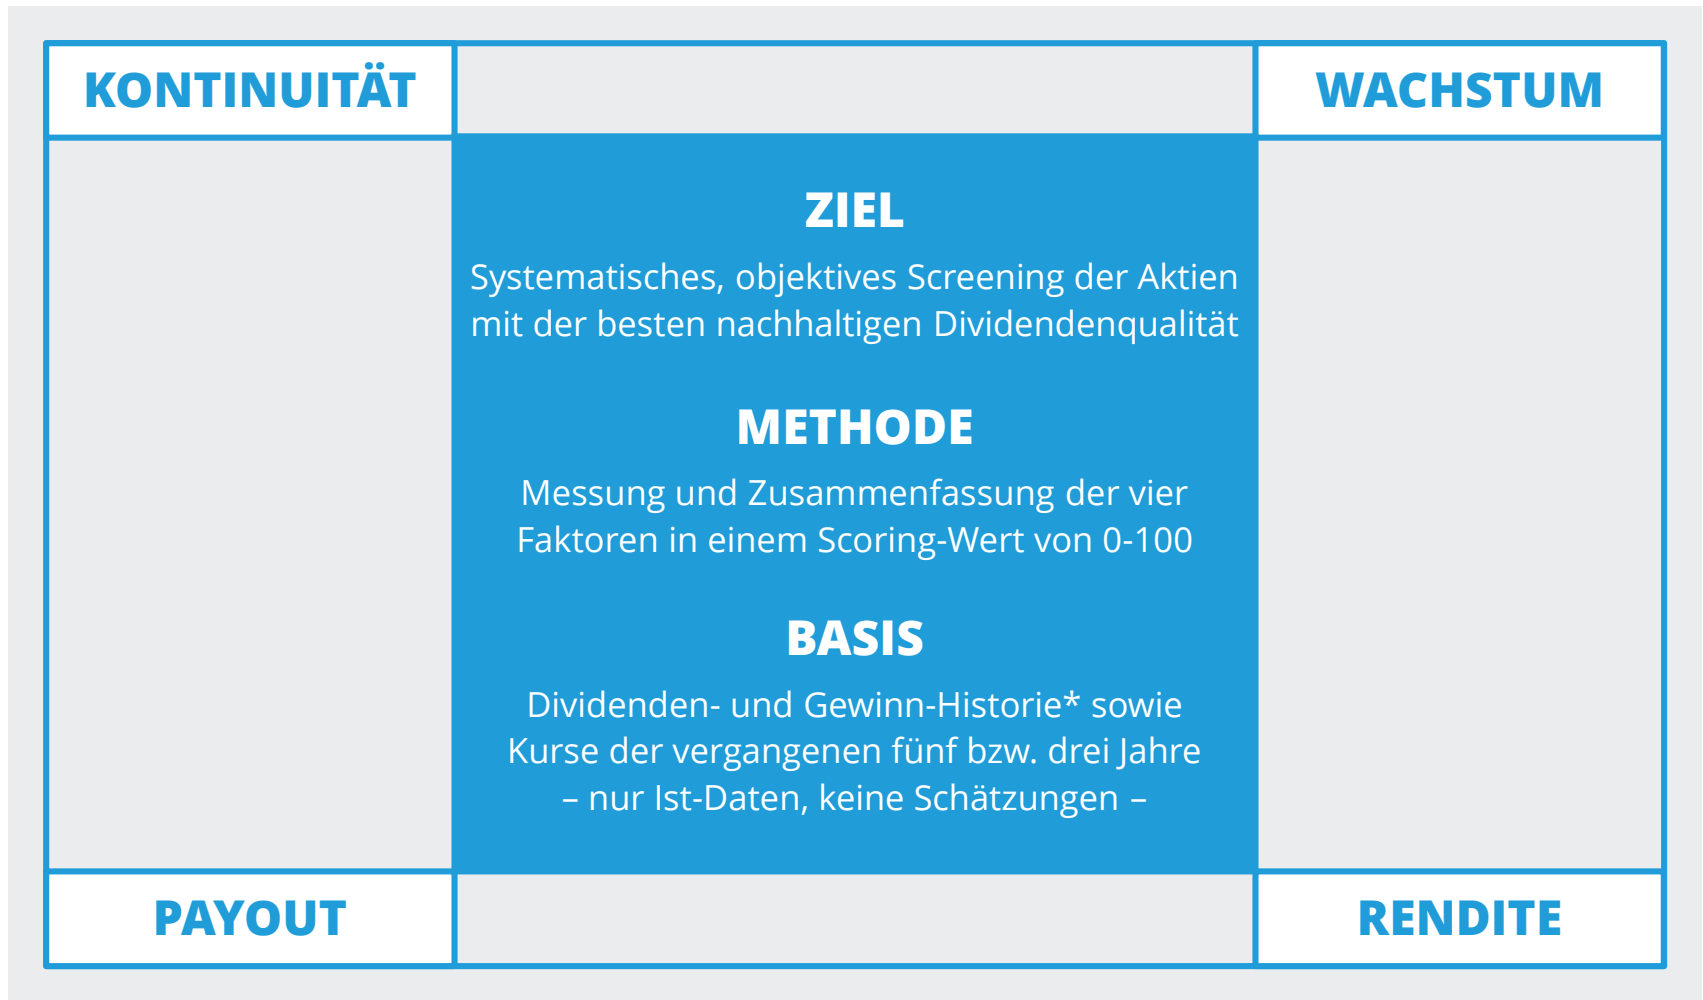 KONTINUITÄT
WACHSTUM
ZIEL
Systematisches, objektives Screening der Aktien
mit der besten nachhaltigen Dividendenqualität
METHODE
Messung und Zusammenfassung der vier
Faktoren in einem Scoring-Wert von 0-100
BASIS
Dividenden- und Gewinn-Historie* sowie
Kurse der vergangenen fünf bzw. drei Jahre
– nur Ist-Daten, keine Schätzungen –
PAYOUT
RENDITE